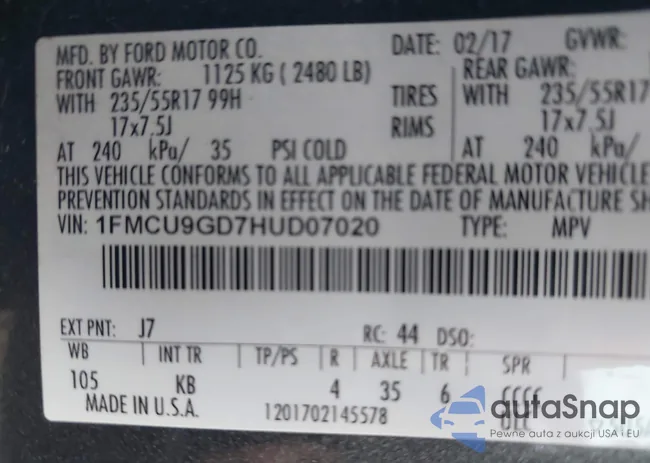 MFD. BY FORD MOTOR CO. DATE: 02/17 GVWR:
FRONT GAWR: 1125 KG ( 2480 LB) REAR GAWR:
WITH 235/55R17 99H TIRES WITH 235/55R17
17x7.5J RIMS 17x7.5J
AT 240 kPa/ 35 PSI COLD AT 240 kPa/
THIS VEHICLE CONFORMS TO ALL APPLICABLE FEDERAL MOTOR VEHICLE
PREVENTION STANDARDS IN EFFECT ON THE DATE OF MANUFACTURE
VIN: 1FMCU9GD7HUD07020 TYPE: MPV
EXT PNT: J7 RC: 44 DSO:
WB INT TR TP/PS R AXLE TR SPR
105 KB 4 35 6
MADE IN U.S.A. 1201702145578
autaSnap
Pewne auta z aukcji USA i EU